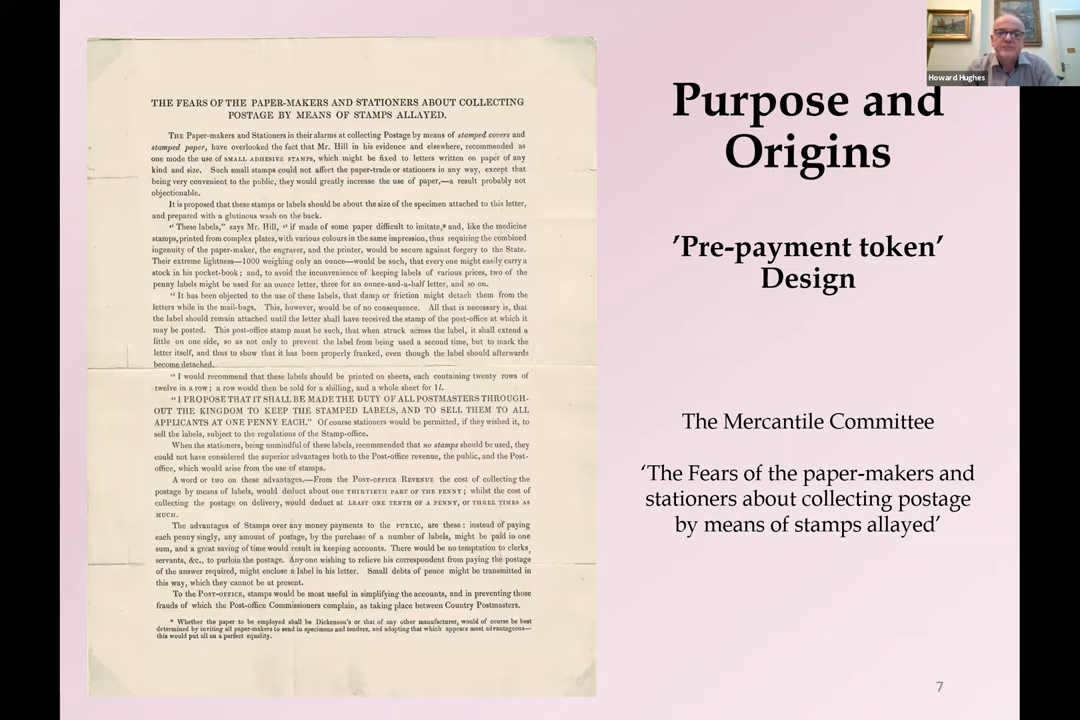 THE FEARS OF THE PAPER-MAKERS AND STATIONERS ABOUT COLLECTING
POSTAGE BY MEANS OF STAMPS ALLAYED.
THE Paper-makers and Stationers in their alarms at collecting Postage by means of stamped covers and
stamped paper, have overlooked the fact that Mr. Hill in his evidence and elsewhere, recommended as
one mode the use of SMALL ADHESIVE STAMPS, which might be fixed to letters written on paper of any
kind and size. Such small stamps could not affect the paper-trade or stationers in any way, except that
being very convenient to the public, they would greatly increase the use of paper,—a result probably not
objectionable.
It is proposed that these stamps or labels should be about the size of the specimen attached to this letter,
and prepared with a glutinous wash on the back.
“ These labels,” says Mr. Hill, “ if made of some paper difficult to imitate,* and, like the medicine
stamps, printed from complex plates, with various colours in the same impression, thus requiring the combined
ingenuity of the paper-maker, the engraver, and the printer, would be secure against forgery to the State.
Their extreme lightness—1000 weighing only an ounce—would be such, that every one might easily carry a
stock in his pocket-book ; and, to avoid the inconvenience of keeping labels of various prices, two of the
penny labels might be used for an ounce letter, three for an ounce-and-a-half letter, and so on.
“ It has been objected to the use of these labels, that damp or friction might detach them from the
letters while in the mail-bags. This, however, would be of no consequence. All that is necessary is, that
the label should remain attached until the letter shall have received the stamp of the post-office at which it
may be posted. This post-office stamp must be such, that when struck across the label, it shall extend a
little on one side, so as not only to prevent the label from being used a second time, but to mark the
letter itself, and thus to show that it has been properly franked, even though the label should afterwards
become detached.
“ I would recommend that these labels should be printed on sheets, each containing twenty rows of
twelve in a row ; a row would then be sold for a shilling, and a whole sheet for 1l.
“ I PROPOSE THAT IT SHALL BE MADE THE DUTY OF ALL POSTMASTERS THROUGH-
OUT THE KINGDOM TO KEEP THE STAMPED LABELS, AND TO SELL THEM TO ALL
APPLICANTS AT ONE PENNY EACH.” Of course stationers would be permitted, if they wished it, to
sell the labels, subject to the regulations of the Stamp-office.
When the stationers, being unmindful of these labels, recommended that no stamps should be used, they
could not have considered the superior advantages both to the Post-office revenue, the public, and the Post-
office, which would arise from the use of stamps.
A word or two on these advantages.—From the POST-OFFICE REVENUE the cost of collecting the
postage by means of labels, would deduct about one THIRTIETH PART OF THE PENNY ; whilst the cost of
collecting the postage on delivery, would deduct at LEAST ONE TENTH OF A PENNY, or THREE TIMES AS
MUCH.
The advantages of Stamps over any money payments to the PUBLIC, are these : instead of paying
each penny singly, any amount of postage, by the purchase of a number of labels, might be paid in one
sum, and a great saving of time would result in keeping accounts. There would be no temptation to clerks,
servants, &c., to purloin the postage. Any one wishing to relieve his correspondent from paying the postage
of the answer required, might enclose a label in his letter. Small debts of pence might be transmitted in
this way, which they cannot be at present.
To the POST-OFFICE, stamps would be most useful in simplifying the accounts, and in preventing those
frauds of which the Post-office Commissioners complain, as taking place between Country Postmasters.
* Whether the paper to be employed shall be Dickenson's or that of any other manufacturer, would of course be best
determined by inviting all paper-makers to send in specimens and tenders, and adopting that which appears most advantageous—
this would put all on a perfect equality.
Howard Hughes
Purpose and
Origins
’Pre-payment token’
Design
The Mercantile Committee
‘The Fears of the paper-makers and
stationers about collecting postage
by means of stamps allayed’
7